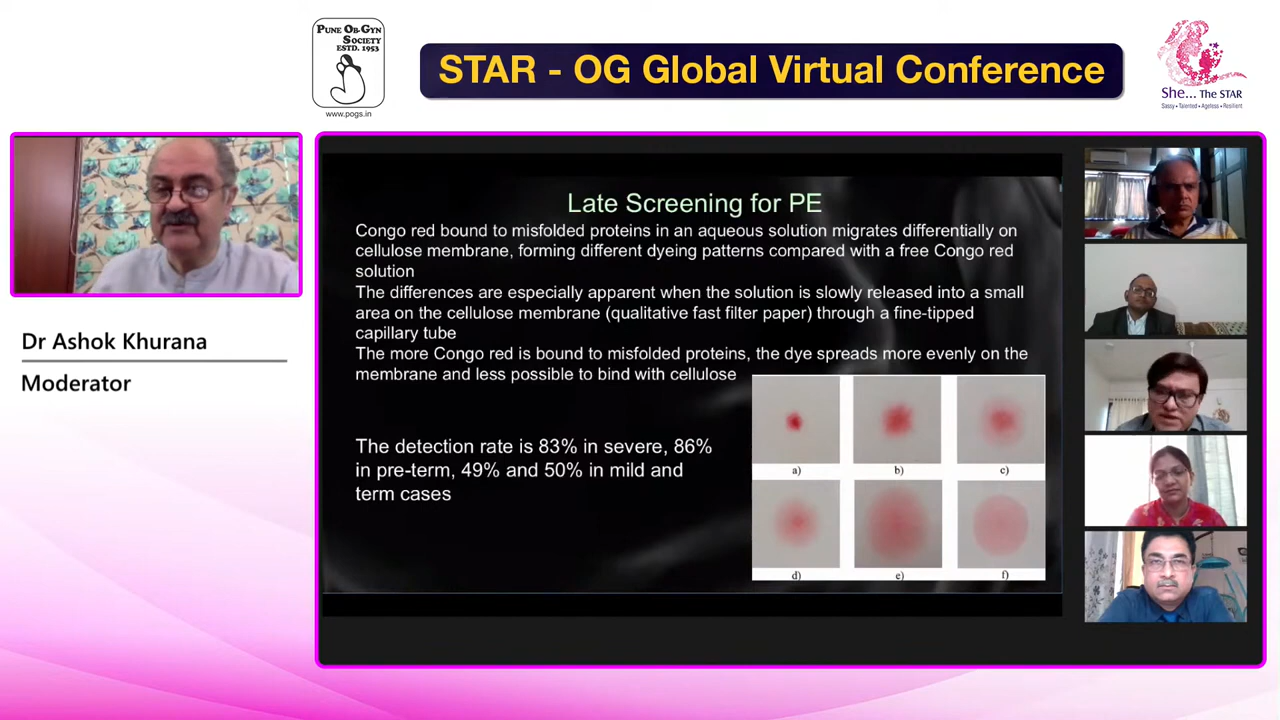 PUNE OB-GYN
SOCIETY
ESTD. 1953
www.pogs.in
STAR - OG Global Virtual Conference
She... The STAR
Sassy • Talented • Ageless • Resilient
Dr Ashok Khurana
Moderator
Late Screening for PE
Congo red bound to misfolded proteins in an aqueous solution migrates differentially on
cellulose membrane, forming different dyeing patterns compared with a free Congo red
solution
The differences are especially apparent when the solution is slowly released into a small
area on the cellulose membrane (qualitative fast filter paper) through a fine-tipped
capillary tube
The more Congo red is bound to misfolded proteins, the dye spreads more evenly on the
membrane and less possible to bind with cellulose
The detection rate is 83% in severe, 86%
in pre-term, 49% and 50% in mild and
term cases
a) b) c)
d) e) f)